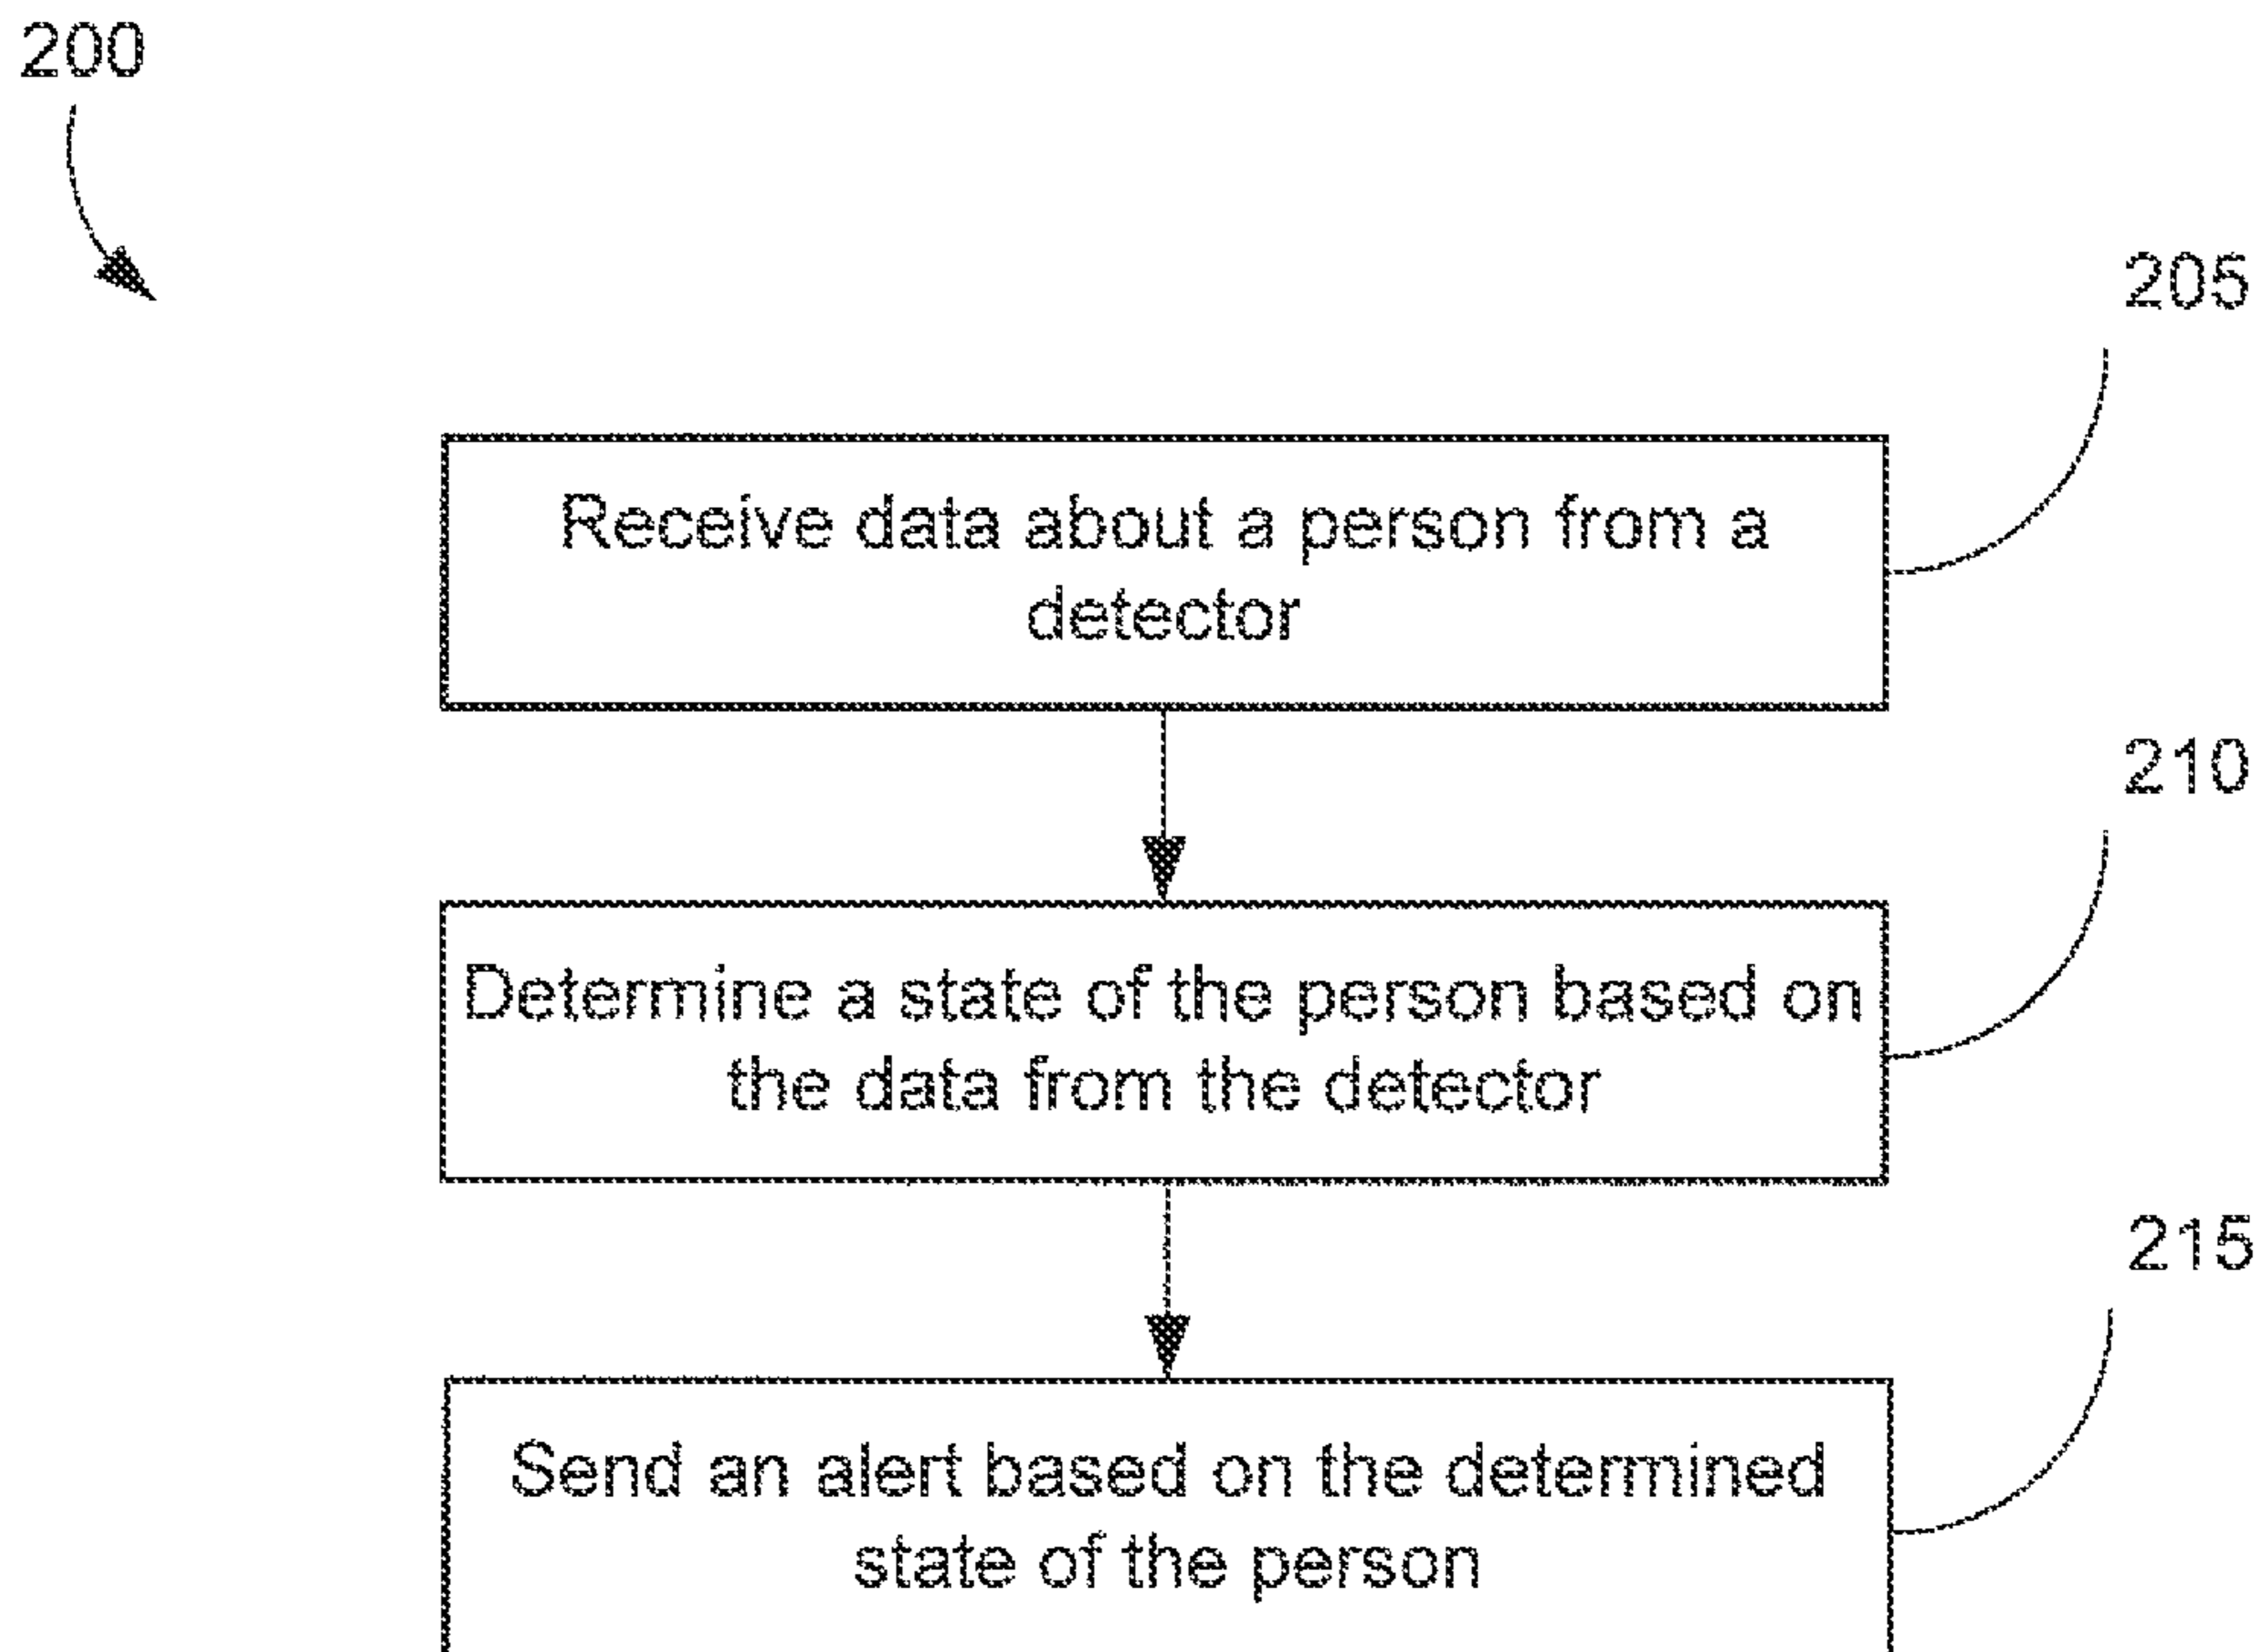 200
205
Receive data about a person from a
detector
210
Determine a state of the person based on
the data from the detector
215
Send an alert based on the determined
state of the person